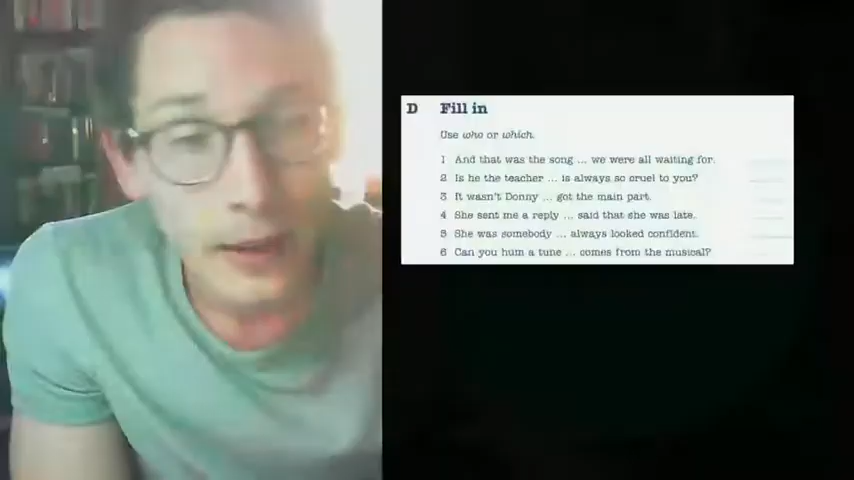 D Fill in
Use who or which.
1 And that was the song ... we were all waiting for.
2 Is he the teacher ... is always so cruel to you?
3 It wasn't Donny ... got the main part.
4 She sent me a reply ... said that she was late.
5 She was somebody ... always looked confident.
6 Can you hum a tune ... comes from the musical?